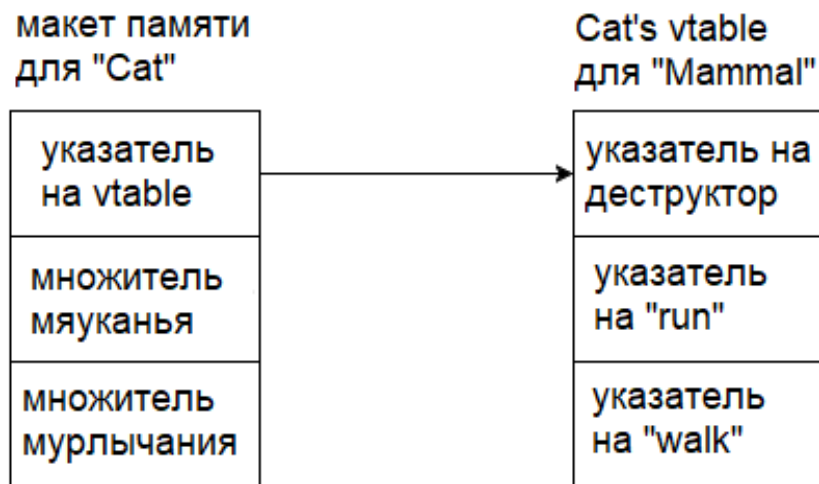 макет памяти
для "Cat"
указатель
на vtable
множитель
мяуканья
множитель
мурлычания
Cat's vtable
для "Mammal"
указатель на
деструктор
указатель
на "run"
указатель
на "walk"